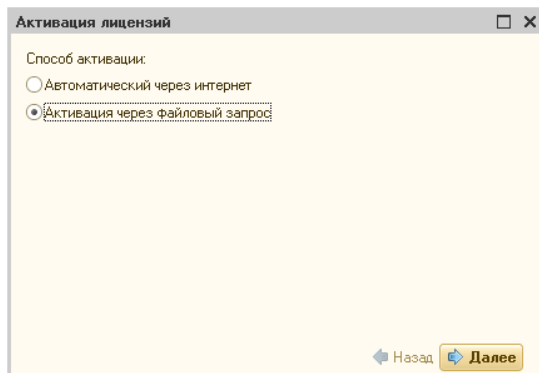 Активация лицензий
Способ активации:
Автоматический через интернет
Активация через файловый запрос
Назад Далее